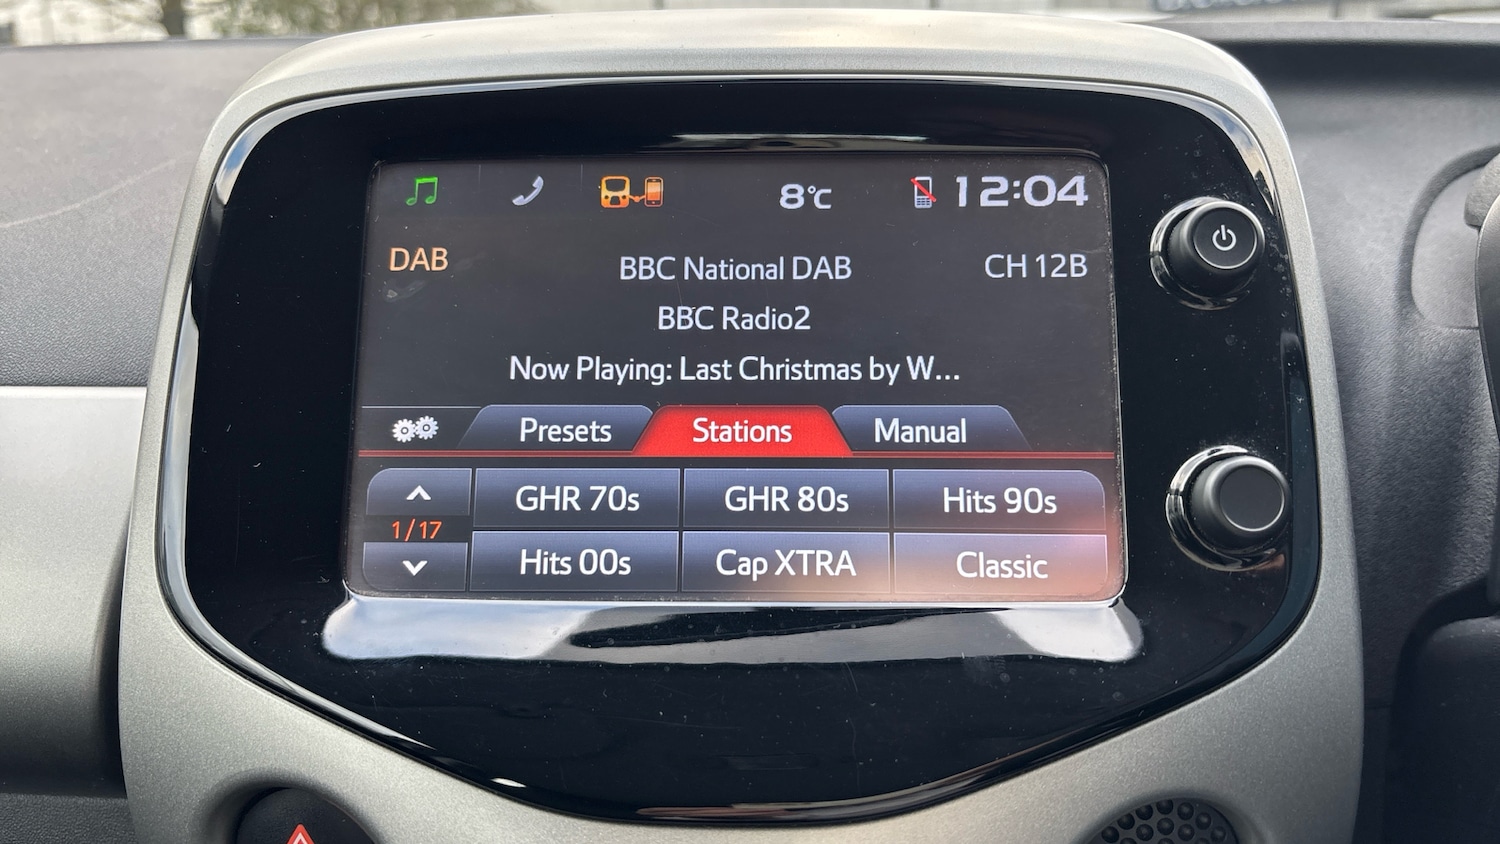 8°C 12:04
DAB BBC National DAB CH 12B
BBC Radio2
Now Playing: Last Christmas by W...
Presets Stations Manual
GHR 70s GHR 80s Hits 90s
1/17
Hits 00s Cap XTRA Classic